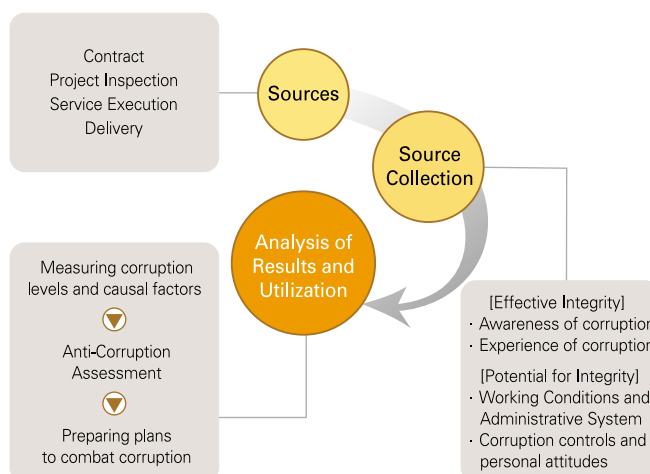 Contract
Project Inspection
Service Execution
Delivery
Sources
Source
Collection
Analysis of
Results and
Utilization
Measuring corruption
levels and causal factors
Anti-Corruption
Assessment
Preparing plans
to combat corruption
[Effective Integrity]
· Awareness of corruption
· Experience of corruption
[Potential for Integrity]
· Working Conditions and
Administrative System
· Corruption controls and
personal attitudes